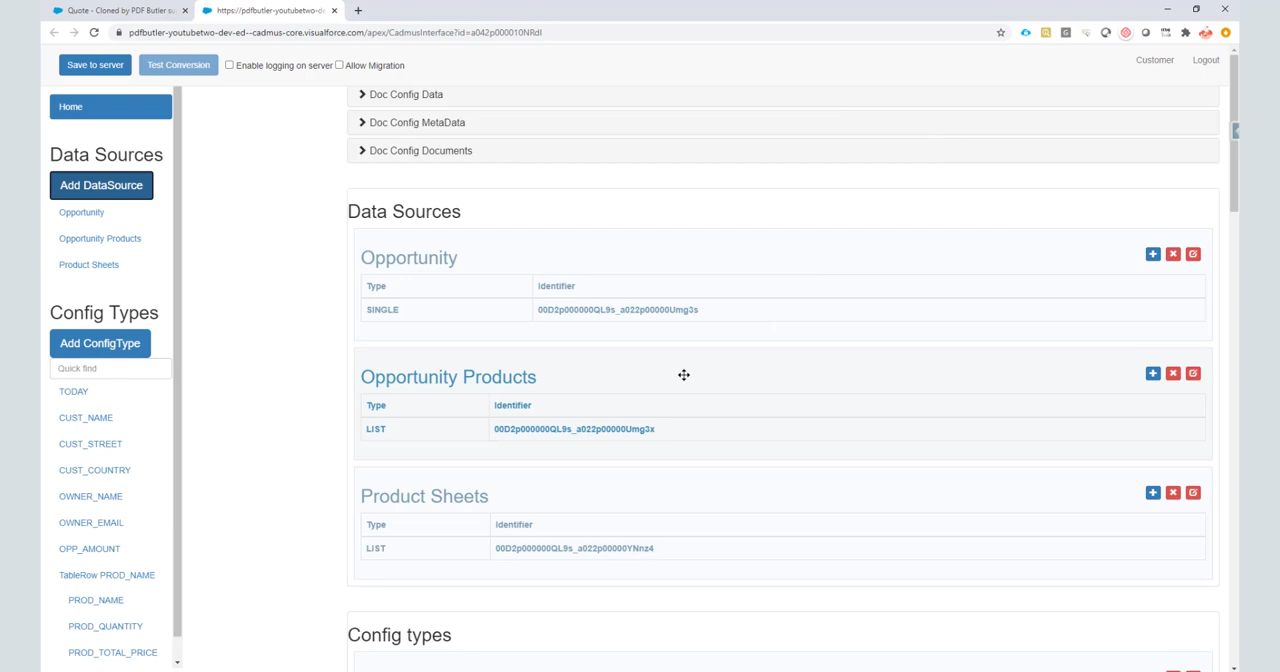 Quote - Cloned by PDF Butler su
https://pdfbutler-youtubetwo-de
pdfbutler-youtubetwo-dev-ed--cadmus-core.visualforce.com/apex/CadmusInterface?id=a042p000010NRdI
Save to server
Test Conversion
Enable logging on server
Allow Migration
Customer
Logout
Home
Data Sources
Add DataSource
Opportunity
Opportunity Products
Product Sheets
Config Types
Add ConfigType
Quick find
TODAY
CUST_NAME
CUST_STREET
CUST_COUNTRY
OWNER_NAME
OWNER_EMAIL
OPP_AMOUNT
TableRow PROD_NAME
PROD_NAME
PROD_QUANTITY
PROD_TOTAL_PRICE
Doc Config Data
Doc Config MetaData
Doc Config Documents
Data Sources
Opportunity
Type Identifier
SINGLE 00D2p000000QL9s_a022p00000Umg3s
Opportunity Products
Type Identifier
LIST 00D2p000000QL9s_a022p00000Umg3x
Product Sheets
Type Identifier
LIST 00D2p000000QL9s_a022p00000YNnz4
Config types